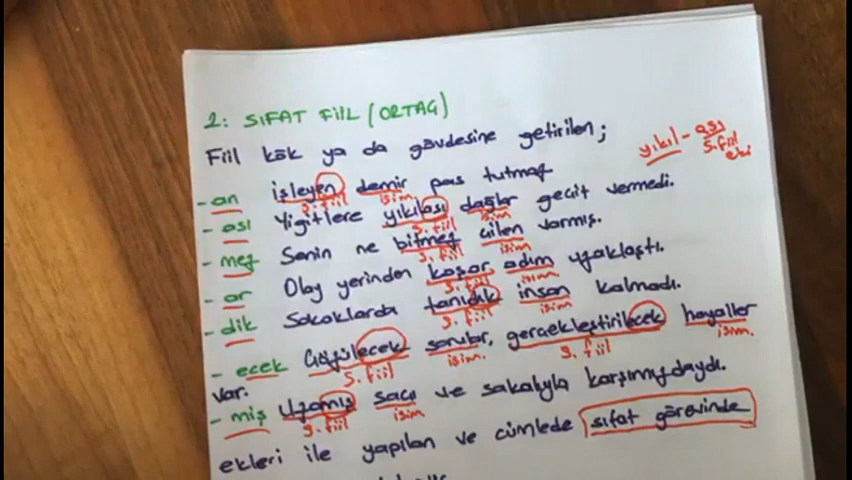 2: SIFAT FİİL (ORTAÇ)
Fiil kök ya da gövdesine getirilen;
yıkıl - ası
s.fiil
eki
- an işleyen demir pas tutmaz
s.fiil isim
- ası Yiğitlere yıkılası dağlar geçit vermedi.
s.fiil isim
- mez Senin ne bitmez çilen varmış.
s.fiil isim
- ar Olay yerinden koşar adım uzaklaştı.
s.fiil isim.
- dik Sokaklarda tanıdık insan kalmadı.
s.fiil isim
- ecek Çözülecek sorular, gerçekleştirilecek hayaller
s.fiil isim. s.fiil isim.
var.
- miş Uzamış saçı ve sakalıyla karşımızdaydı.
s.fiil isim
ekleri ile yapılan ve cümlede sıfat görevinde